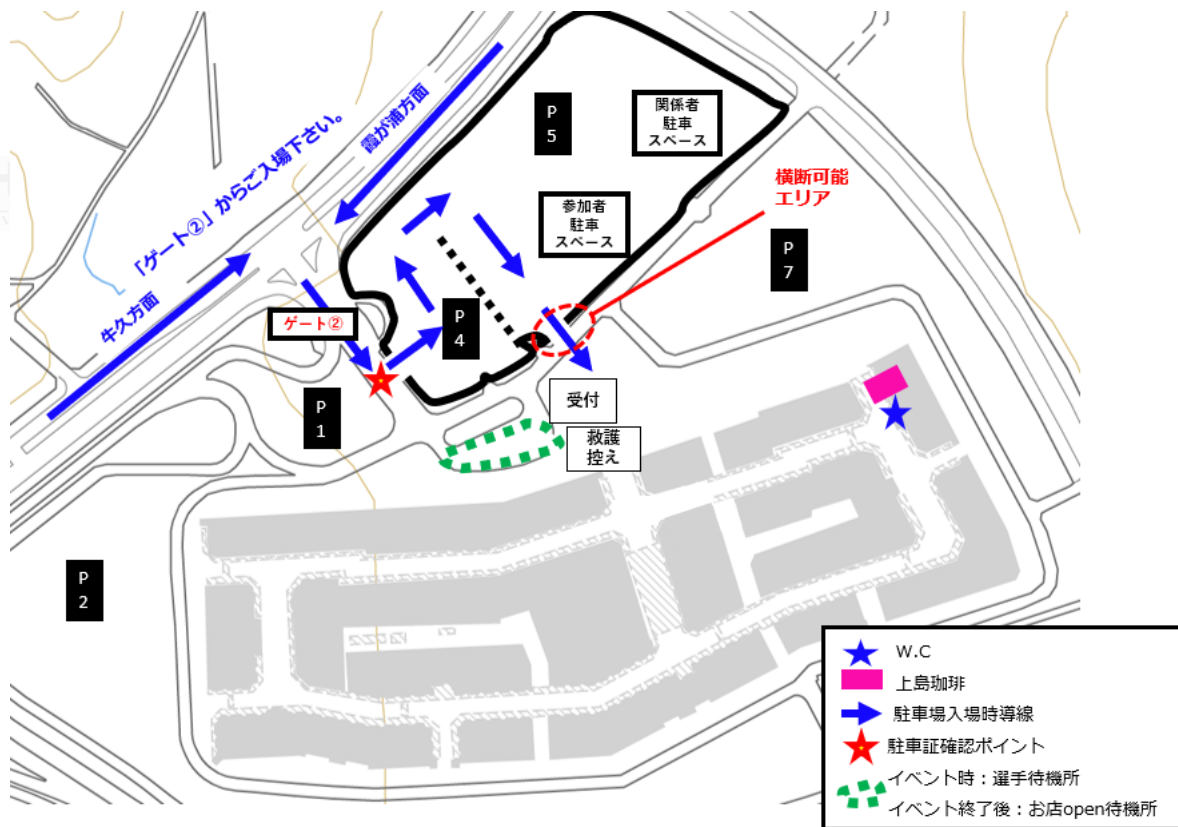 「ゲート②」からご入場下さい。
霞が浦方面
牛久方面
P
5
関係者
駐車
スペース
参加者
駐車
スペース
横断可能
エリア
P
7
ゲート②
P
4
P
1
受付
救護
控え
P
2
W.C
上島珈琲
駐車場入場時導線
駐車証確認ポイント
イベント時：選手待機所
イベント終了後：お店open待機所